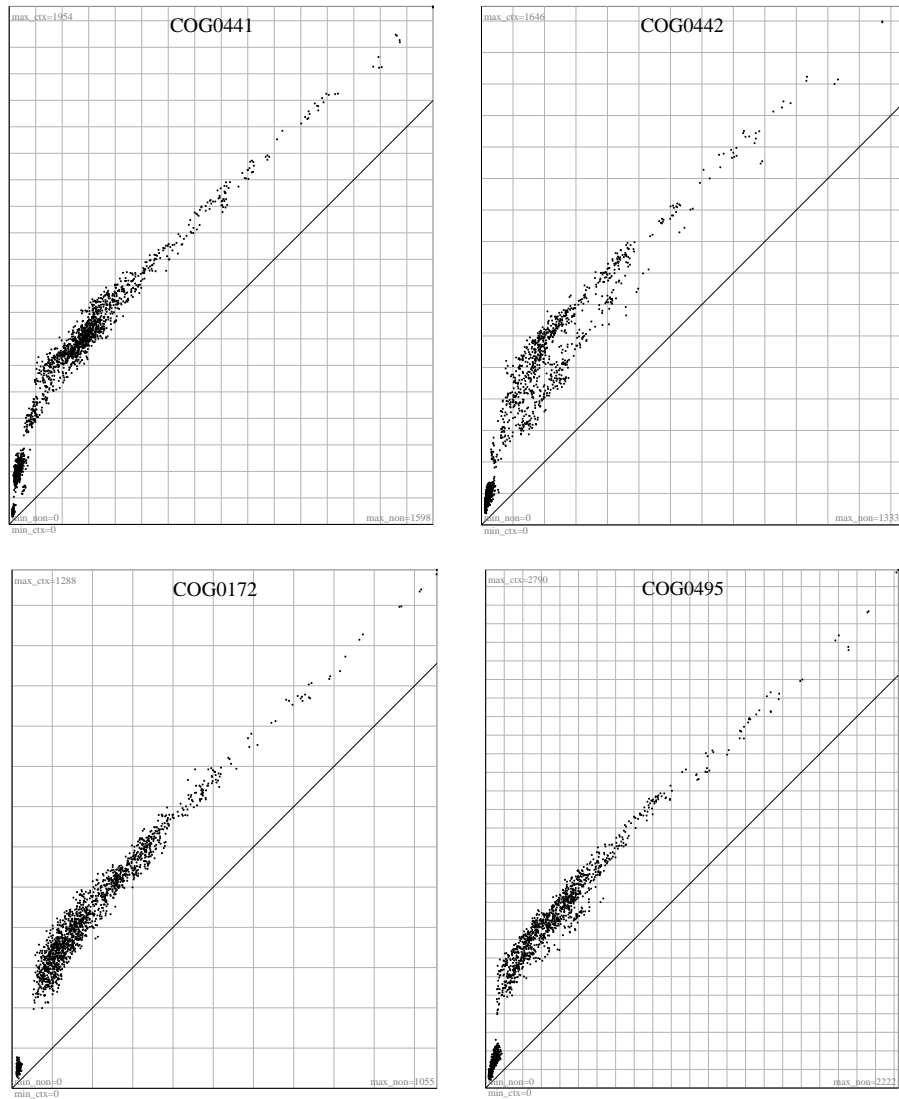 max_ctx=1954
COG0441
min_non=0
max_non=1598
min_ctx=0
max_ctx=1646
COG0442
min_non=0
max_non=1333
min_ctx=0
max_ctx=1288
COG0172
min_non=0
max_non=1055
min_ctx=0
max_ctx=2790
COG0495
min_non=0
max_non=2222
min_ctx=0